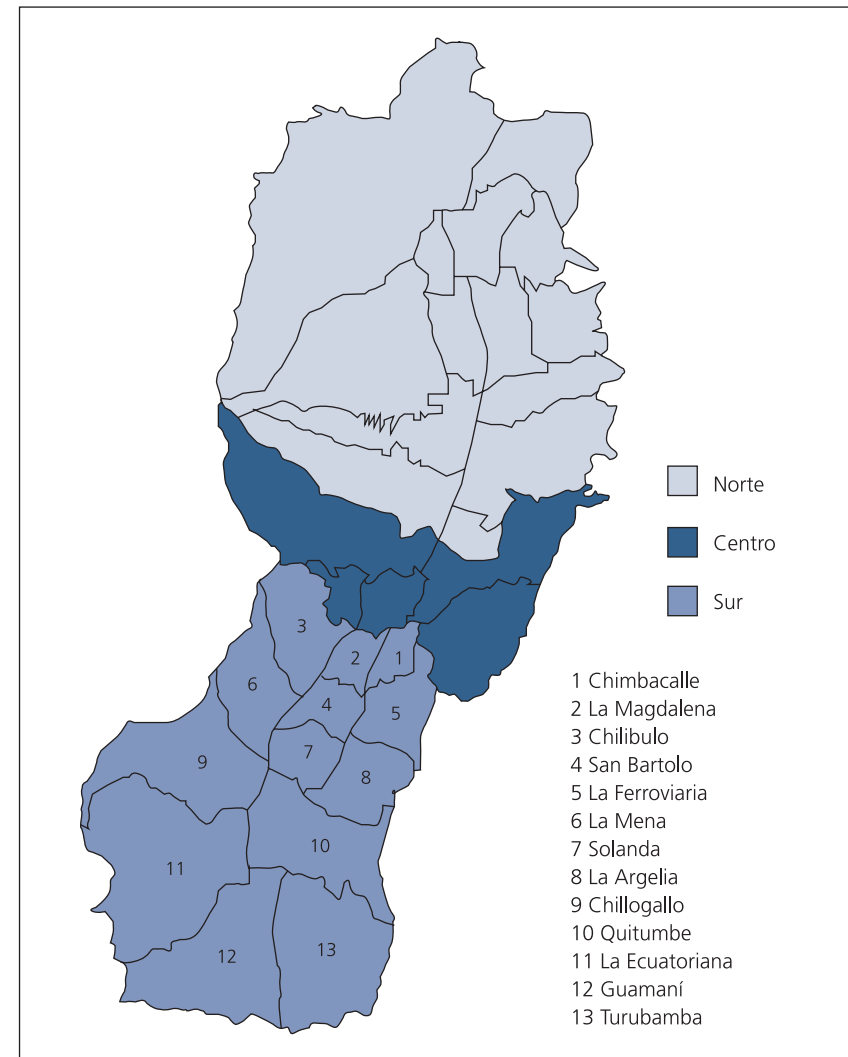 Norte
Centro
Sur
3
2
1
6
4
5
7
9
8
10
11
12
13
1 Chimbacalle
2 La Magdalena
3 Chilibulo
4 San Bartolo
5 La Ferroviaria
6 La Mena
7 Solanda
8 La Argelia
9 Chillogallo
10 Quitumbe
11 La Ecuatoriana
12 Guamaní
13 Turubamba